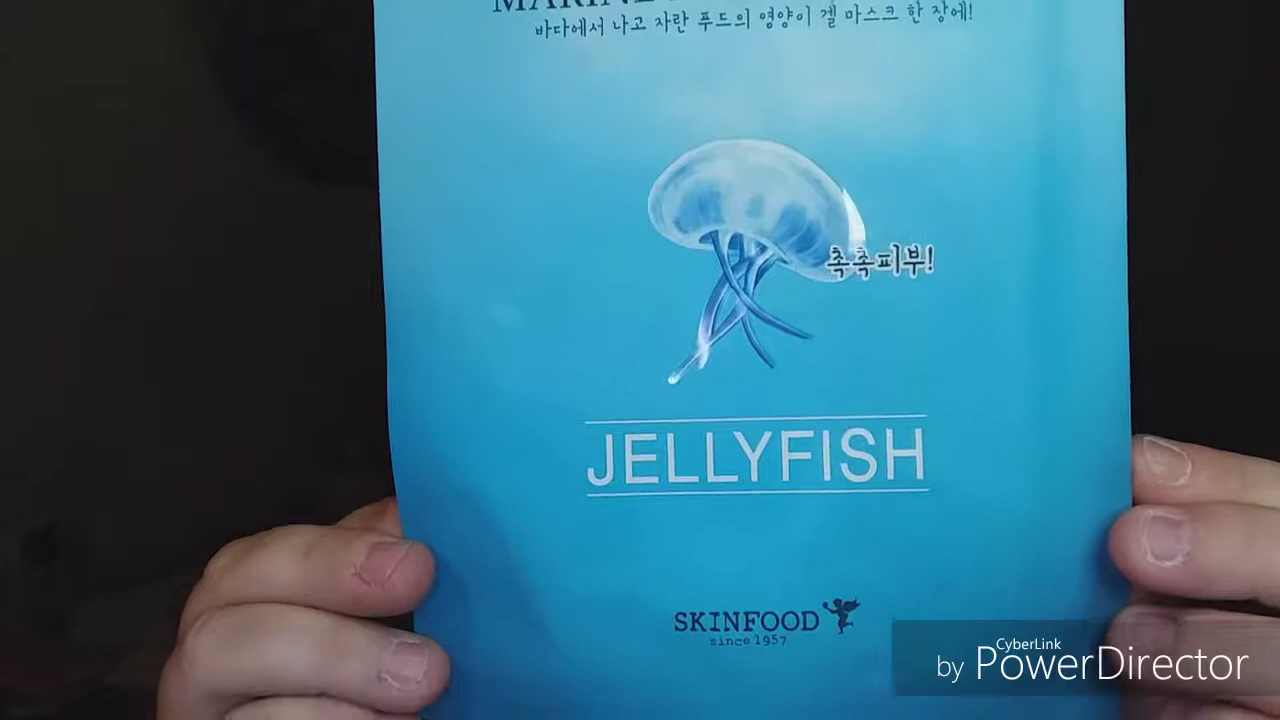 MARINE
바다에서 나고 자란 푸드의 영양이 겔 마스크 한 장에!
촉촉피부!
JELLYFISH
SKINFOOD
since 1957
CyberLink
by PowerDirector